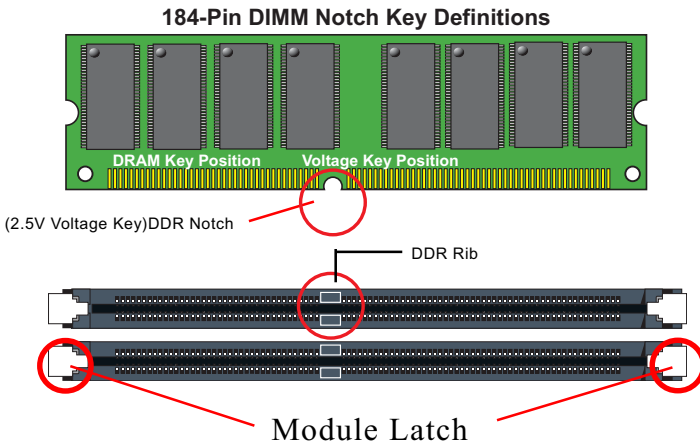 184-Pin DIMM Notch Key Definitions
DRAM Key Position Voltage Key Position
(2.5V Voltage Key)DDR Notch
DDR Rib
Module Latch